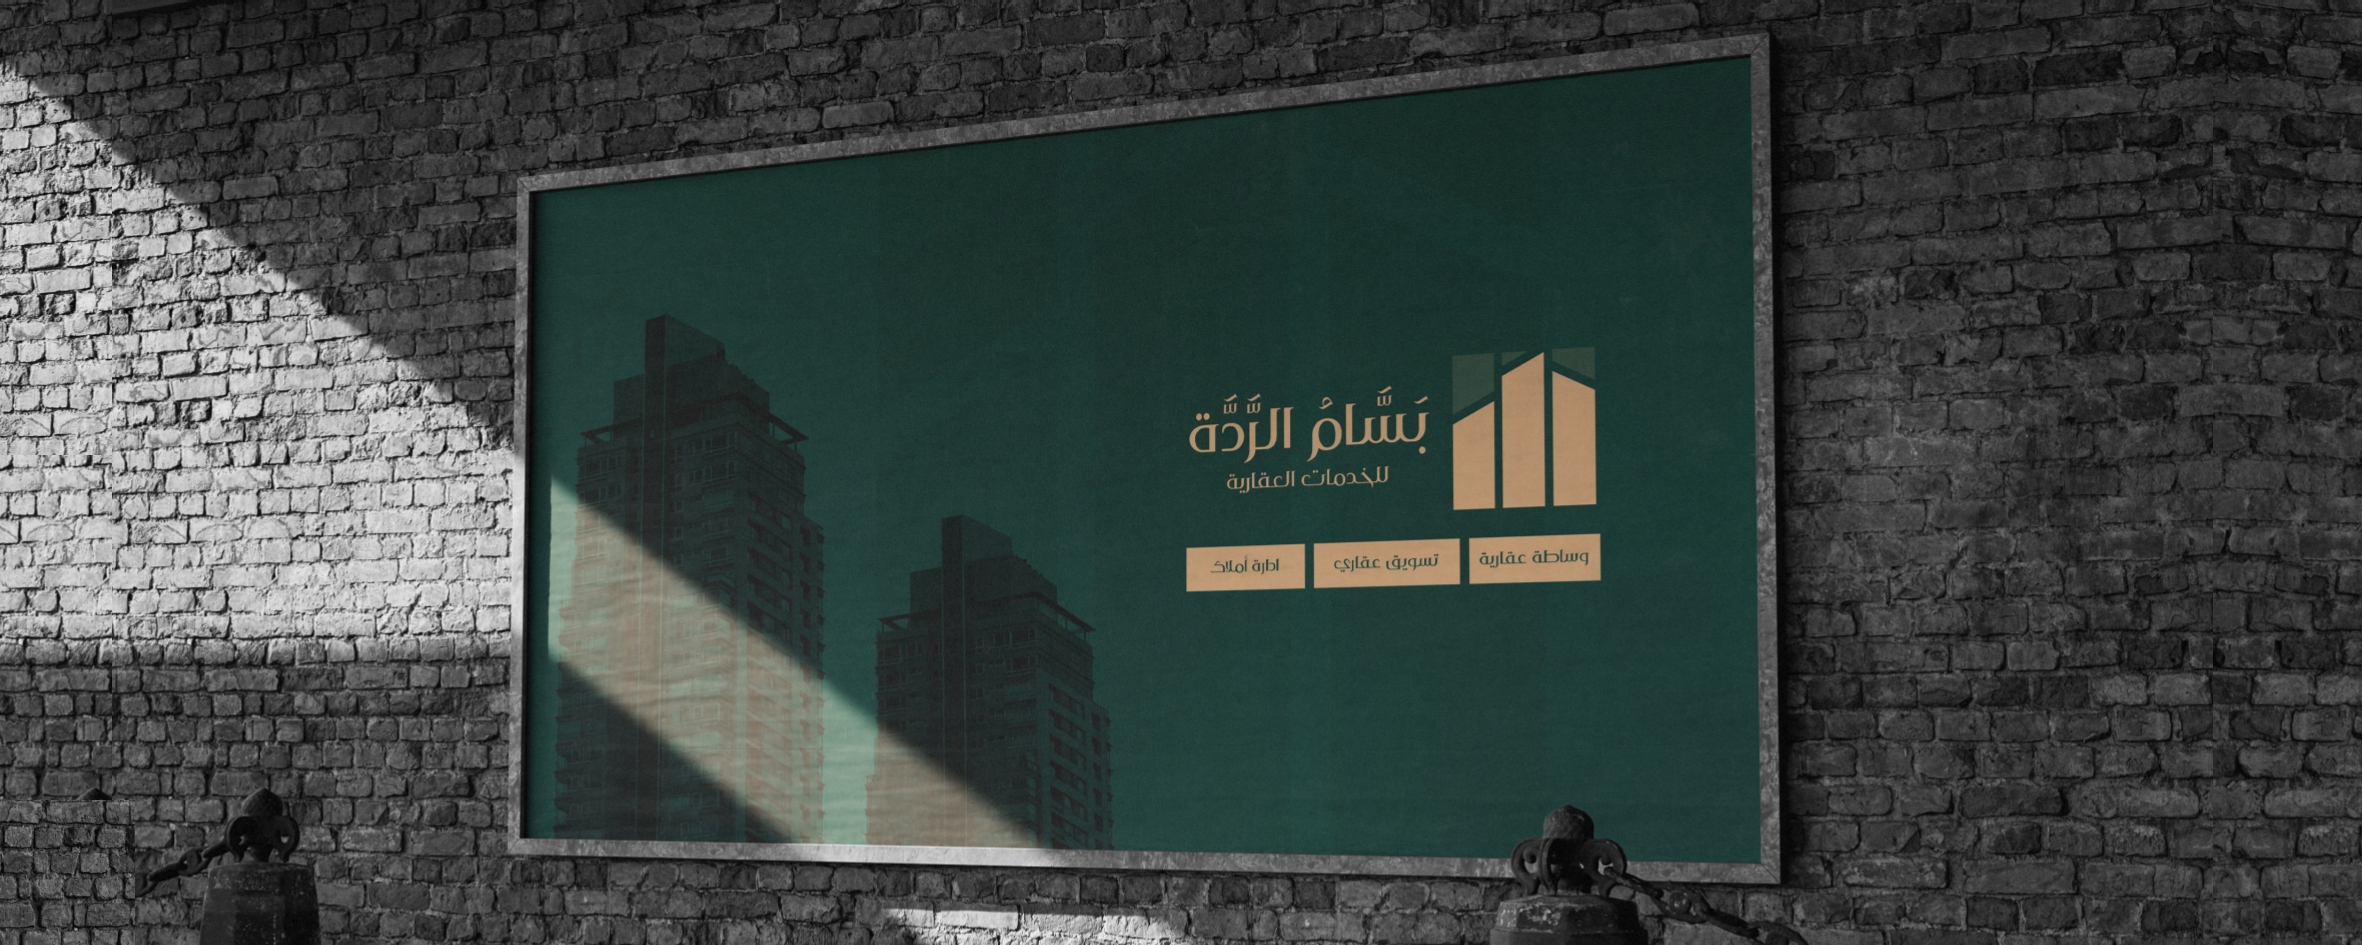 بَسَّامُ الرَّدَّة
للخدمات العقارية
وساطة عقارية
تسويق عقاري
ادارة أملاك